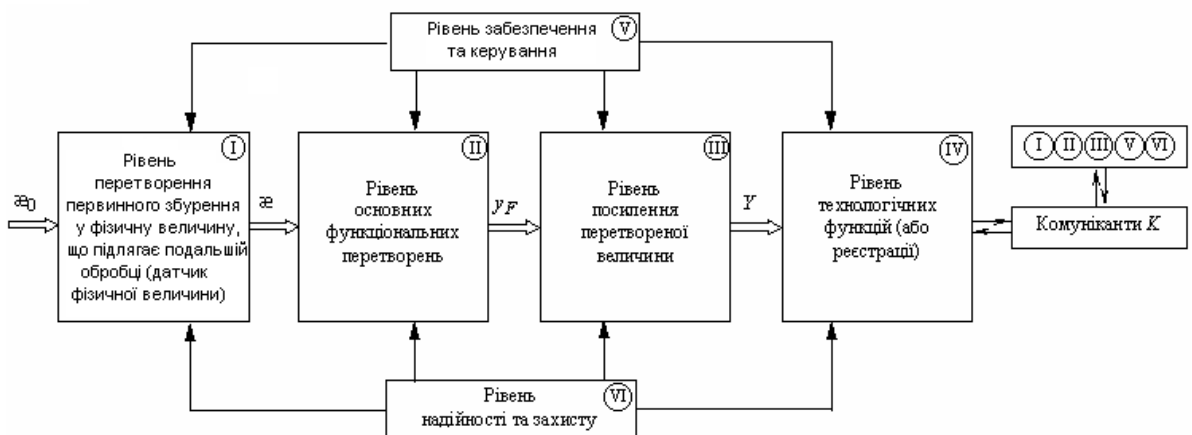 Рівень забезпечення
та керування
V
I
Рівень
перетворення
первинного збурення
у фізичну величину,
що підлягає подальшій
обробці (датчик
фізичної величини)
II
Рівень
основних
функціональних
перетворень
III
Рівень
посилення
перетвореної
величини
IV
Рівень
технологічних
функцій (або
реєстрації)
I II III V VI
Комуніканти K
æ0
æ
yF
Y
Рівень
надійності та захисту
VI